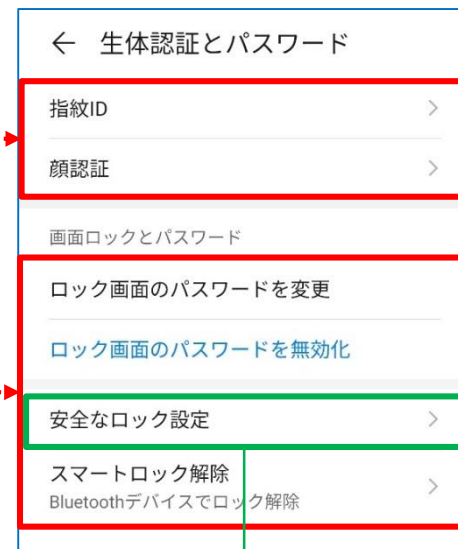 ← 生体認証とパスワード
指紋ID
顔認証
画面ロックとパスワード
ロック画面のパスワードを変更
ロック画面のパスワードを無効化
安全なロック設定
スマートロック解除
Bluetoothデバイスでロック解除